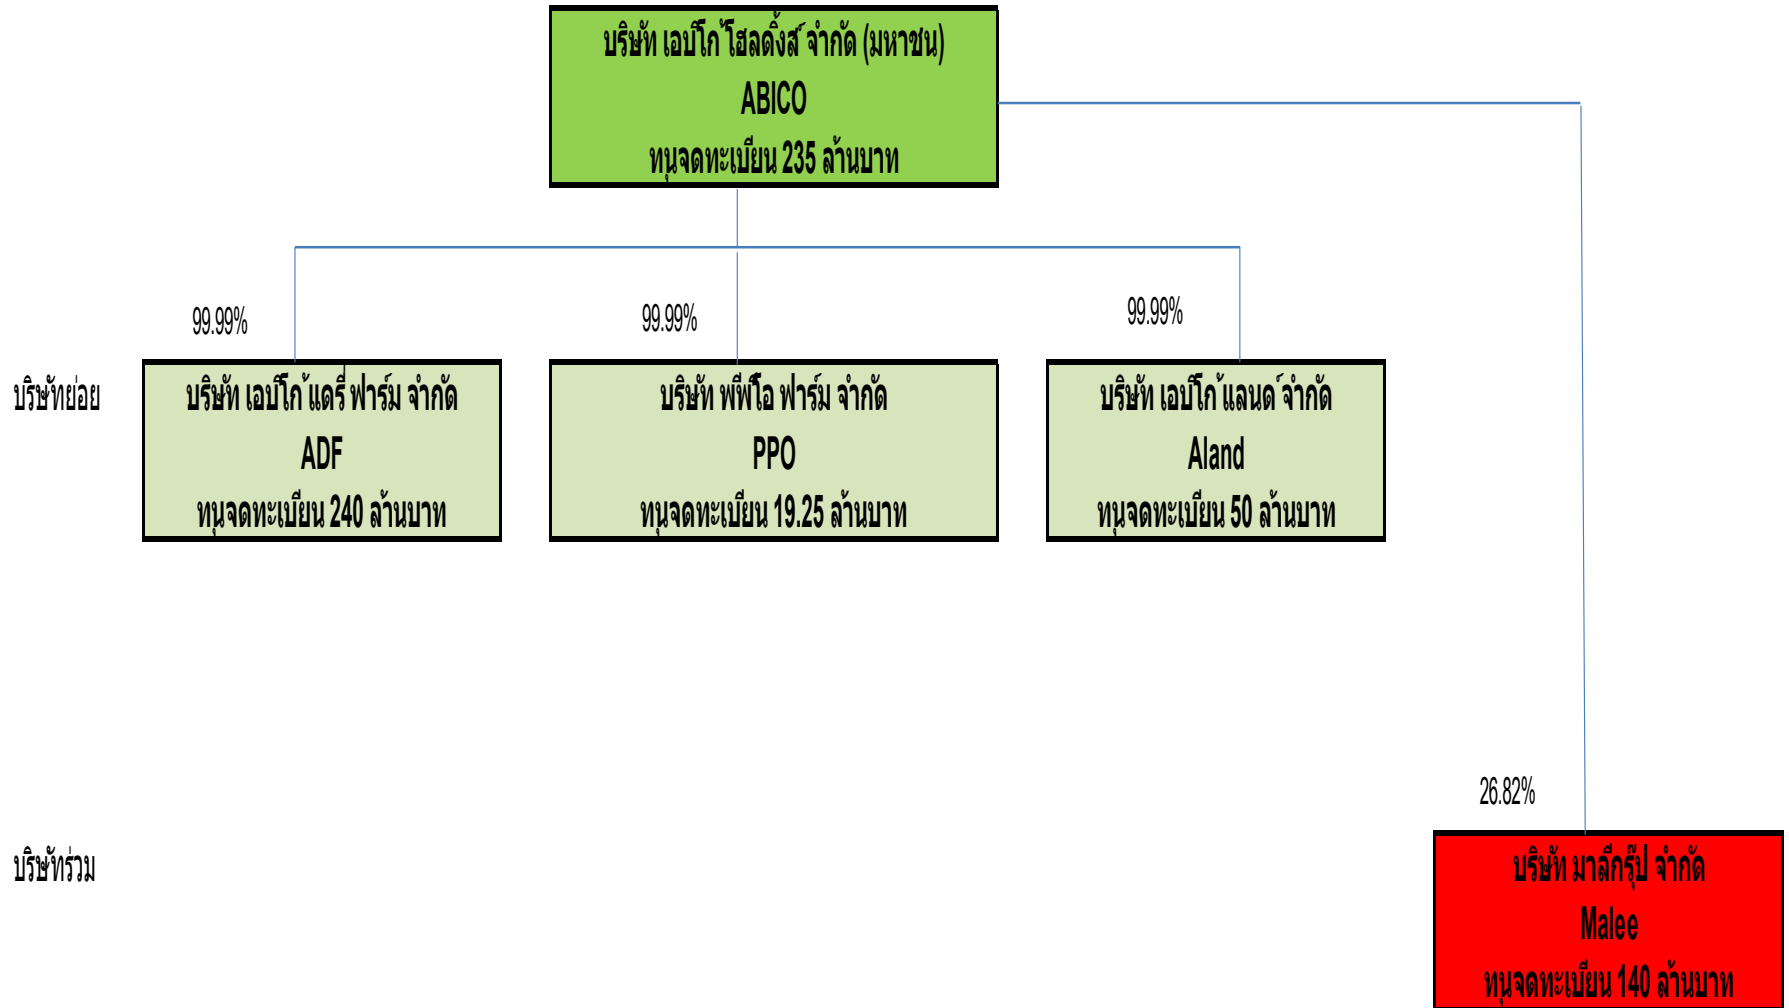 บริษัท เอบิโก้ โฮลดิ้งส์ จำกัด (มหาชน)
ABICO
ทุนจดทะเบียน 235 ล้านบาท
99.99%
99.99%
99.99%
บริษัทย่อย
บริษัท เอบิโก้ แดรี่ ฟาร์ม จำกัด
ADF
ทุนจดทะเบียน 240 ล้านบาท
บริษัท พีพีโอ ฟาร์ม จำกัด
PPO
ทุนจดทะเบียน 19.25 ล้านบาท
บริษัท เอบิโก้ แลนด์ จำกัด
Aland
ทุนจดทะเบียน 50 ล้านบาท
26.82%
บริษัทร่วม
บริษัท มาลีกรุ๊ป จำกัด
Malee
ทุนจดทะเบียน 140 ล้านบาท